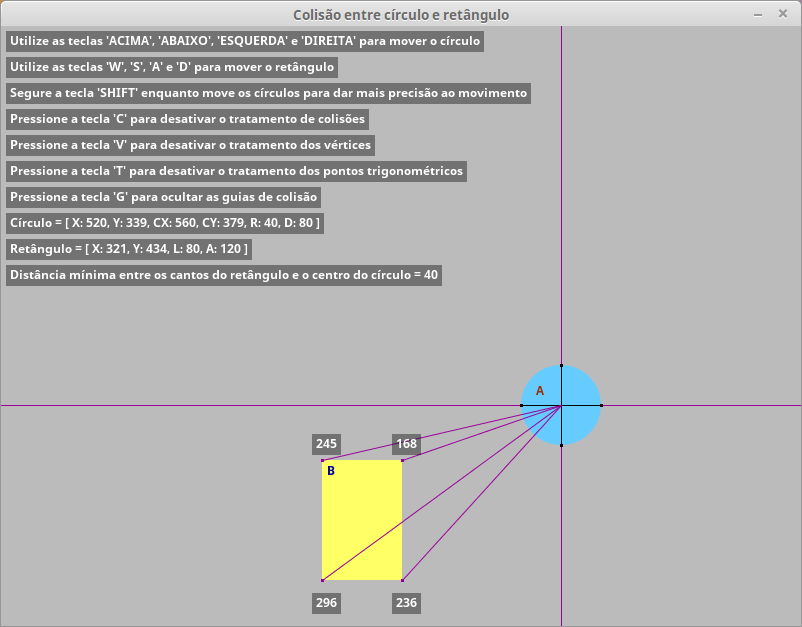 Colisão entre círculo e retângulo
Utilize as teclas 'ACIMA', 'ABAIXO', 'ESQUERDA' e 'DIREITA' para mover o círculo
Utilize as teclas 'W', 'S', 'A' e 'D' para mover o retângulo
Segure a tecla 'SHIFT' enquanto move os círculos para dar mais precisão ao movimento
Pressione a tecla 'C' para desativar o tratamento de colisões
Pressione a tecla 'V' para desativar o tratamento dos vértices
Pressione a tecla 'T' para desativar o tratamento dos pontos trigonométricos
Pressione a tecla 'G' para ocultar as guias de colisão
Círculo = [ X: 520, Y: 339, CX: 560, CY: 379, R: 40, D: 80 ]
Retângulo = [ X: 321, Y: 434, L: 80, A: 120 ]
Distância mínima entre os cantos do retângulo e o centro do círculo = 40
A
245 168
B
296 236